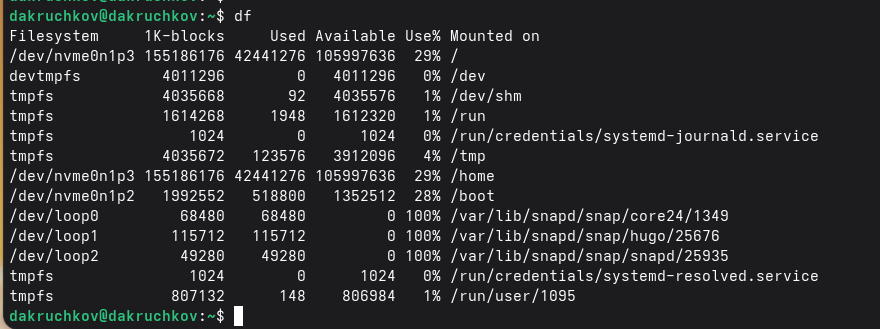 dakruchkov@dakruchkov:~$ df
Filesystem     1K-blocks     Used Available Use% Mounted on
/dev/nvme0n1p3 155186176 42441276 105997636  29% /
devtmpfs         4011296        0   4011296   0% /dev
tmpfs            4035668       92   4035576   1% /dev/shm
tmpfs            1614268     1948   1612320   1% /run
tmpfs               1024        0      1024   0% /run/credentials/systemd-journald.service
tmpfs            4035672   123576   3912096   4% /tmp
/dev/nvme0n1p3 155186176 42441276 105997636  29% /home
/dev/nvme0n1p2   1992552   518800   1352512  28% /boot
/dev/loop0         68480    68480         0 100% /var/lib/snapd/snap/core24/1349
/dev/loop1        115712   115712         0 100% /var/lib/snapd/snap/hugo/25676
/dev/loop2         49280    49280         0 100% /var/lib/snapd/snap/snapd/25935
tmpfs               1024        0      1024   0% /run/credentials/systemd-resolved.service
tmpfs             807132      148    806984   1% /run/user/1095
dakruchkov@dakruchkov:~$